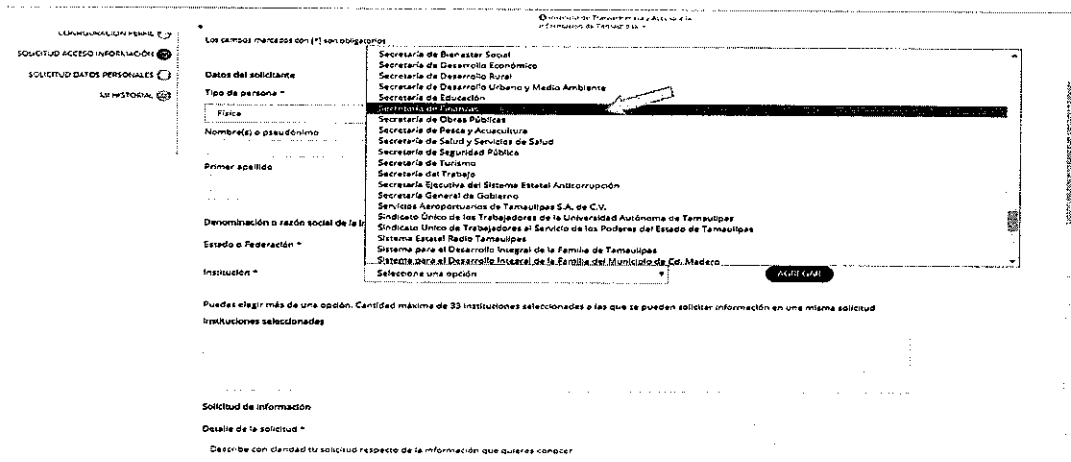 CONFIGURACIÓN PERFIL
SOLICITUD ACCESO INFORMACIÓN
SOLICITUD DATOS PERSONALES
MI HISTORIAL
Los campos marcados con (*) son obligatorios
Datos del solicitante
Tipo de persona *
Física
Nombre(s) o pseudónimo
Primer apellido
Denominación o razón social de la
Estado o Federación *
Institución *
Secretaría de Bienestar Social
Secretaría de Desarrollo Económico
Secretaría de Desarrollo Rural
Secretaría de Desarrollo Urbano y Medio Ambiente
Secretaría de Educación
Secretaría de Finanzas
Secretaría de Obras Públicas
Secretaría de Pesca y Acuacultura
Secretaría de Salud y Servicios de Salud
Secretaría de Seguridad Pública
Secretaría de Turismo
Secretaría del Trabajo
Secretaría Ejecutiva del Sistema Estatal Anticorrupción
Secretaría General de Gobierno
Servicios Aeroportuarios de Tamaulipas S.A. de C.V.
Sindicato Único de los Trabajadores de la Universidad Autónoma de Tamaulipas
Sindicato Unico de Trabajadores al Servicio de los Poderes del Estado de Tamaulipas
Sistema Estatal Radio Tamaulipas
Sistema para el Desarrollo Integral de la Familia de Tamaulipas
Sistema para el Desarrollo Integral de la Familia del Municipio de Cd. Madero
Seleccione una opción
AGREGAR
Puedes elegir más de una opción. Cantidad máxima de 33 instituciones seleccionadas a las que se pueden solicitar información en una misma solicitud
Instituciones seleccionadas
Solicitud de información
Detalle de la solicitud *
Describe con claridad tu solicitud respecto de la información que quieres conocer